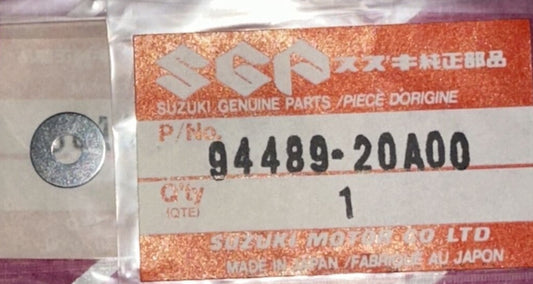 SGP スズキ純正部品
SUZUKI GENUINE PARTS / PIECE DORIGINE
P/No. 94489-20A00
Q'ty 1
(QTE)
SUZUKI MOTOR CO LTD.
MADE IN JAPAN / FABRIQUE AU JAPON